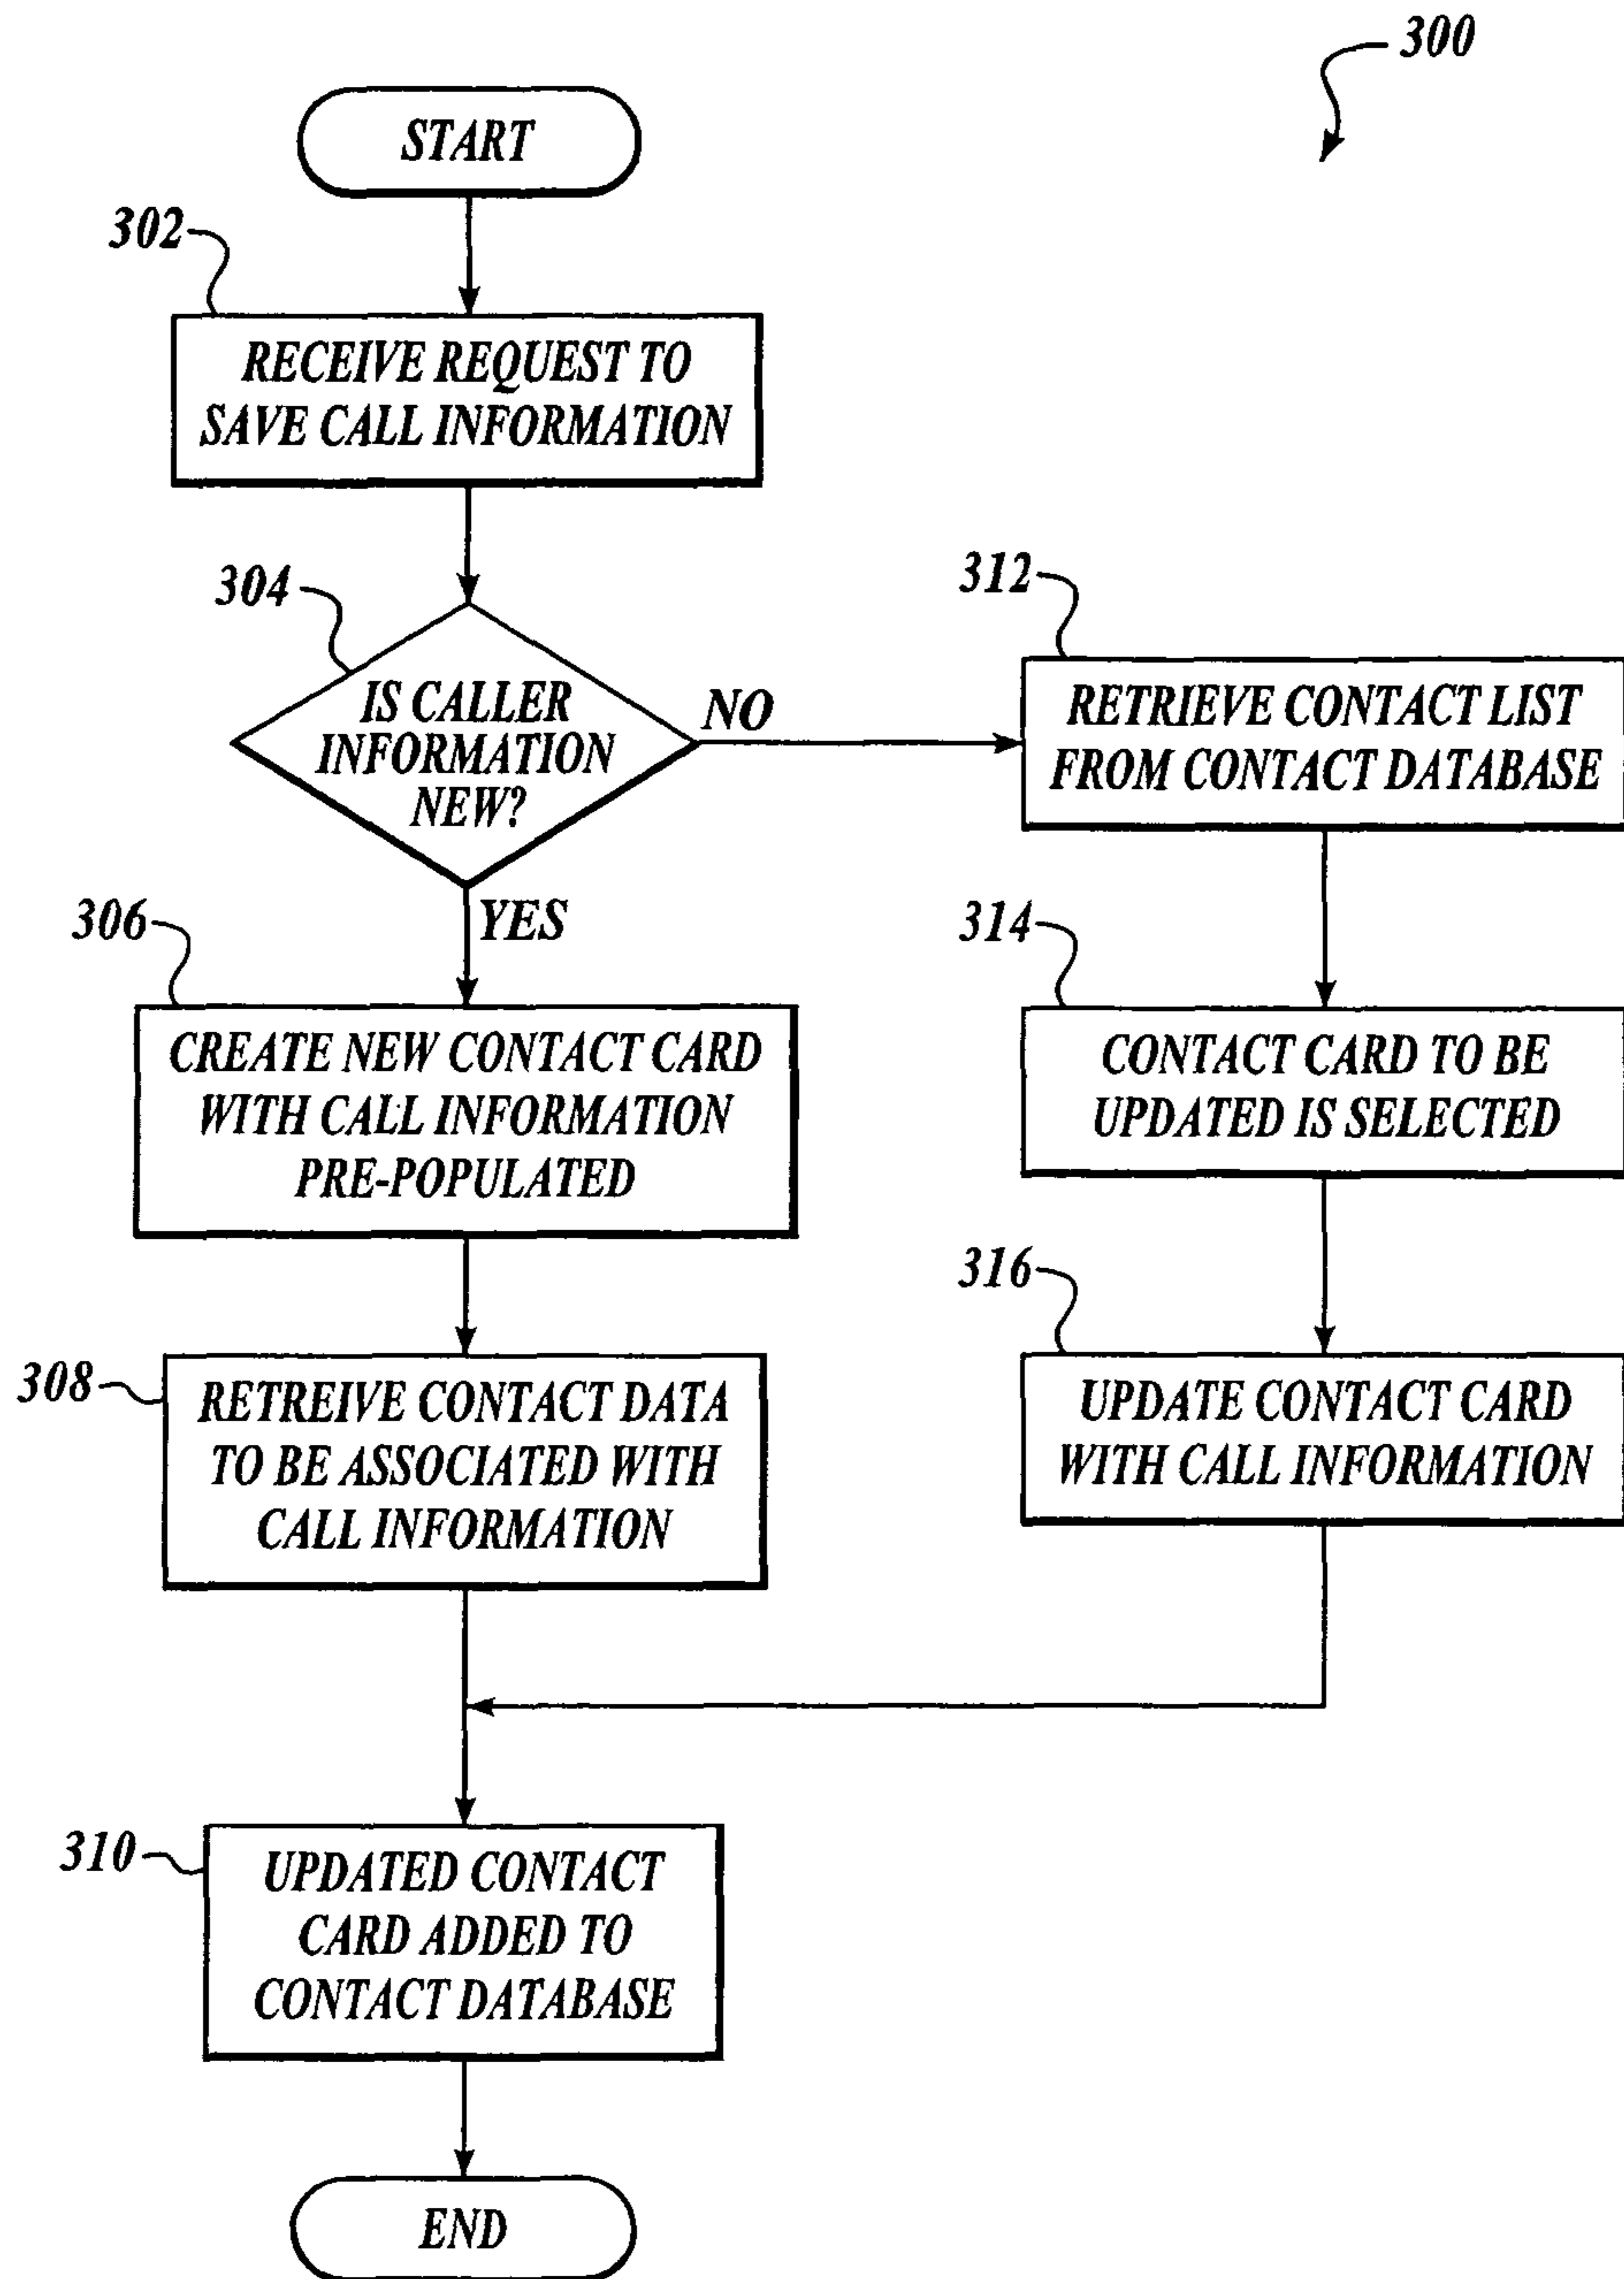 300
START
302
RECEIVE REQUEST TO
SAVE CALL INFORMATION
304
IS CALLER
INFORMATION
NEW?
NO
YES
312
RETRIEVE CONTACT LIST
FROM CONTACT DATABASE
306
CREATE NEW CONTACT CARD
WITH CALL INFORMATION
PRE-POPULATED
314
CONTACT CARD TO BE
UPDATED IS SELECTED
308
RETREIVE CONTACT DATA
TO BE ASSOCIATED WITH
CALL INFORMATION
316
UPDATE CONTACT CARD
WITH CALL INFORMATION
310
UPDATED CONTACT
CARD ADDED TO
CONTACT DATABASE
END